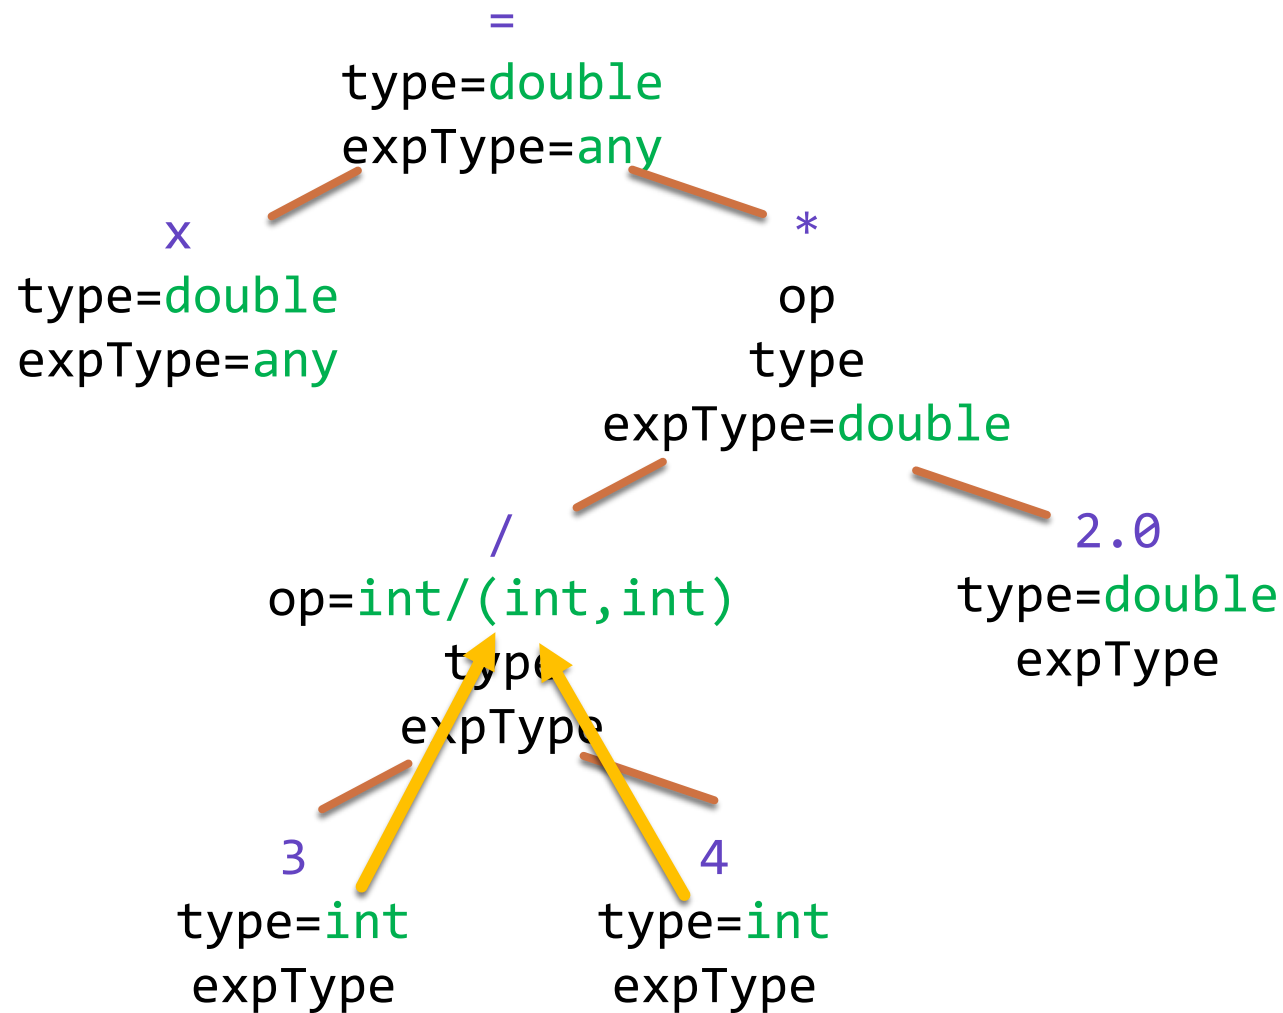 =
type=double
expType=any
x
type=double
expType=any
*
op
type
expType=double
/
op=int/(int,int)
type
expType
2.0
type=double
expType
3
type=int
expType
4
type=int
expType